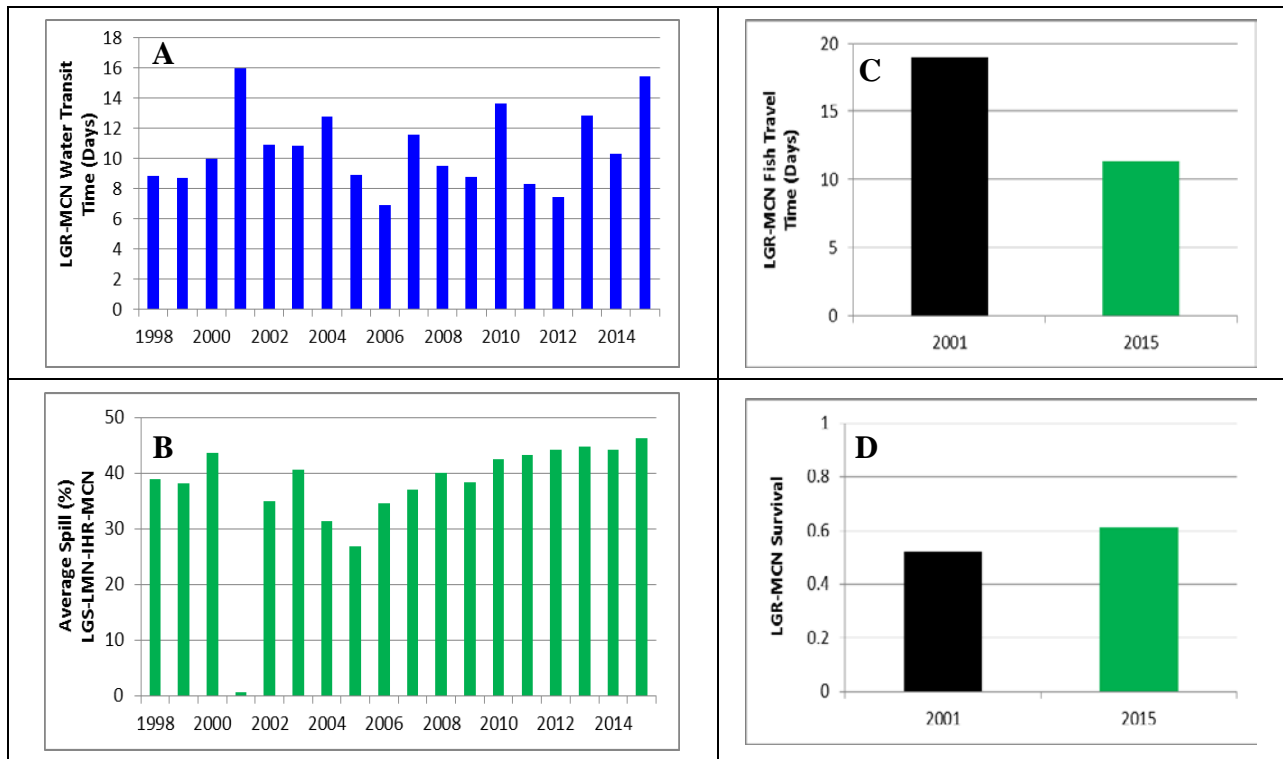 A
LGR-MCN Water Transit
Time (Days)
18
16
14
12
10
8
6
4
2
0
1998 2000 2002 2004 2006 2008 2010 2012 2014
C
LGR-MCN Fish Travel
Time (Days)
20
15
10
5
0
2001 2015
B
Average Spill (%)
LGS-LMN-IHR-MCN
50
40
30
20
10
0
1998 2000 2002 2004 2006 2008 2010 2012 2014
D
LGR-MCN Survival
1
0.8
0.6
0.4
0.2
0
2001 2015